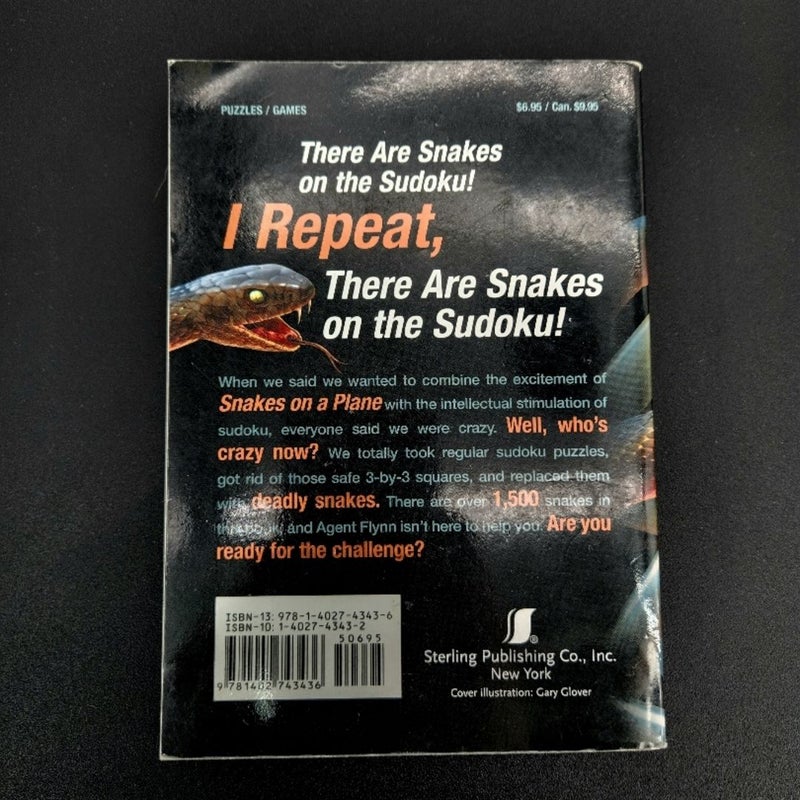 PUZZLES / GAMES
$6.95 / Can. $9.95
There Are Snakes
on the Sudoku!
I Repeat,
There Are Snakes
on the Sudoku!
When we said we wanted to combine the excitement of
Snakes on a Plane with the intellectual stimulation of
sudoku, everyone said we were crazy. Well, who's
crazy now? We totally took regular sudoku puzzles,
got rid of those safe 3-by-3 squares, and replaced them
with deadly snakes. There are over 1,500 snakes in
this book, and Agent Flynn isn't here to help you. Are you
ready for the challenge?
ISBN-13: 978-1-4027-4343-6
ISBN-10: 1-4027-4343-2
50695
9 781402 743436
®
Sterling Publishing Co., Inc.
New York
Cover illustration: Gary Glover